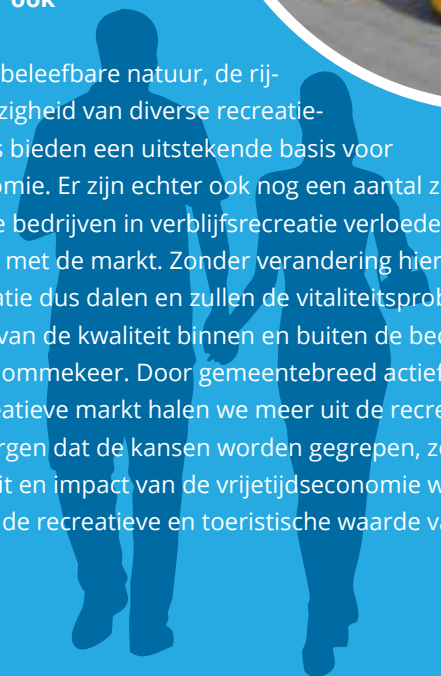 ook
beleefbare natuur, de rij-
zigheid van diverse recreatie-
s bieden een uitstekende basis voor
omie. Er zijn echter ook nog een aantal z
e bedrijven in verblijfsrecreatie verloede
met de markt. Zonder verandering hier
atie dus dalen en zullen de vitaliteitsprob
van de kwaliteit binnen en buiten de bed
ommekeer. Door gemeentebreed actief
eatieve markt halen we meer uit de recre
rgen dat de kansen worden gegrepen, zo
it en impact van de vrijetijdseconomie w
de recreatieve en toeristische waarde va